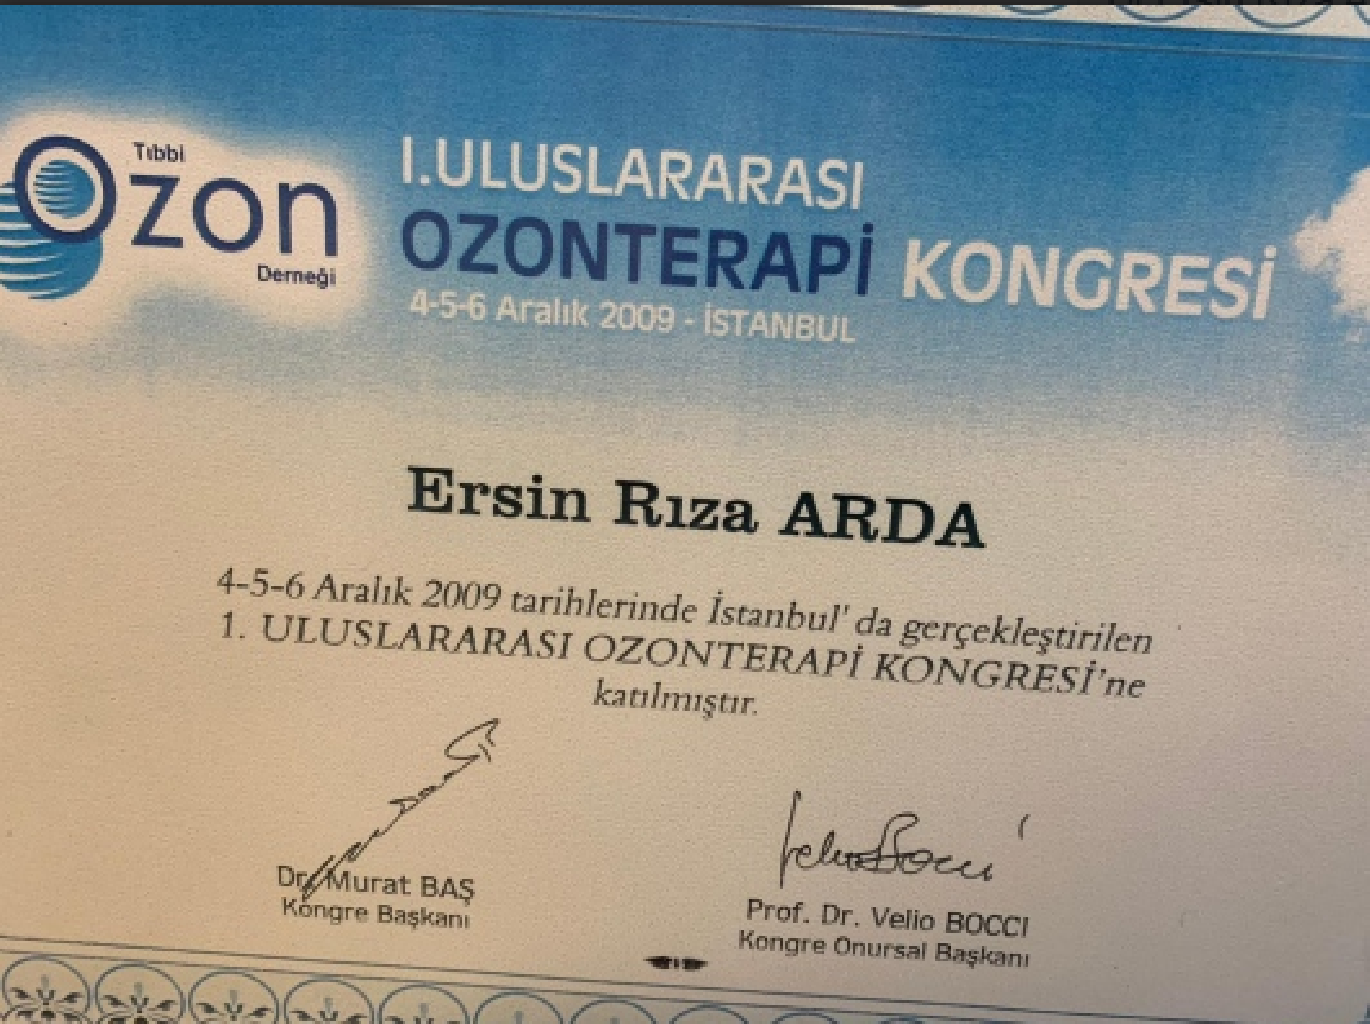 Tıbbi
Ozon
Derneği
I.ULUSLARARASI
OZONTERAPİ KONGRESİ
4-5-6 Aralık 2009 - İSTANBUL
Ersin Rıza ARDA
4-5-6 Aralık 2009 tarihlerinde İstanbul' da gerçekleştirilen
1. ULUSLARARASI OZONTERAPİ KONGRESİ'ne
katılmıştır.
Velio Bocci
Dr. Murat BAŞ
Kongre Başkanı
Prof. Dr. Velio BOCCI
Kongre Onursal Başkanı